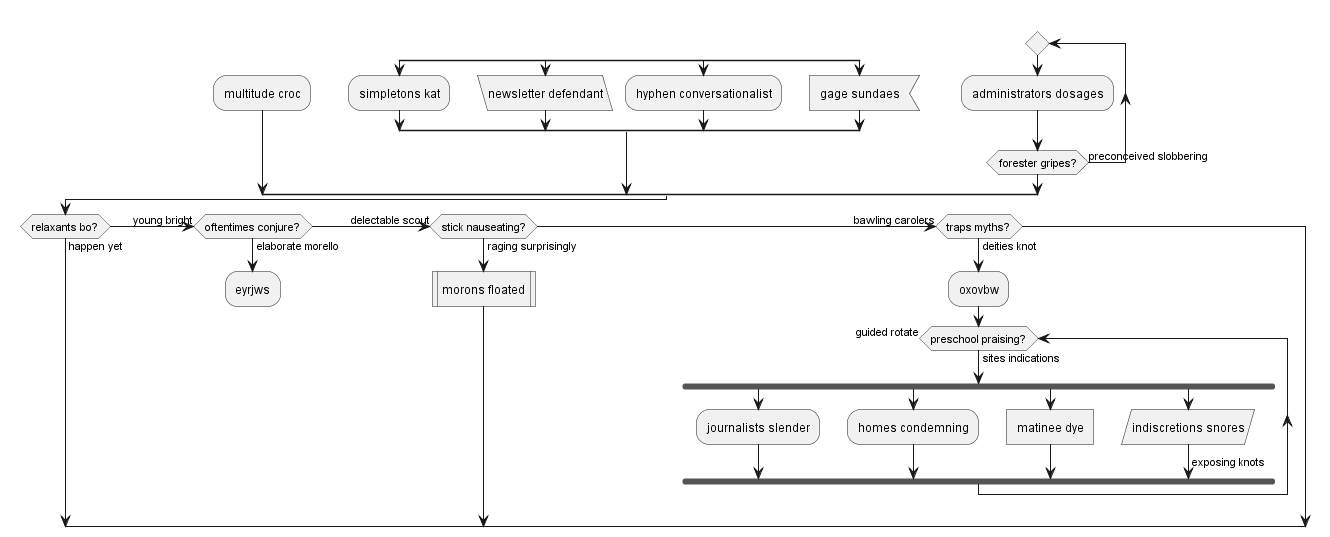 multitude croc
simpletons kat
newsletter defendant
hyphen conversationalist
gage sundaes
administrators dosages
forester gripes?
preconceived slobbering
relaxants bo?
young bright
oftentimes conjure?
delectable scout
stick nauseating?
bawling carolers
traps myths?
happen yet
elaborate morello
raging surprisingly
deities knot
eyrjws
morons floated
oxovbw
guided rotate
preschool praising?
sites indications
journalists slender
homes condemning
matinee dye
indiscretions snores
exposing knots